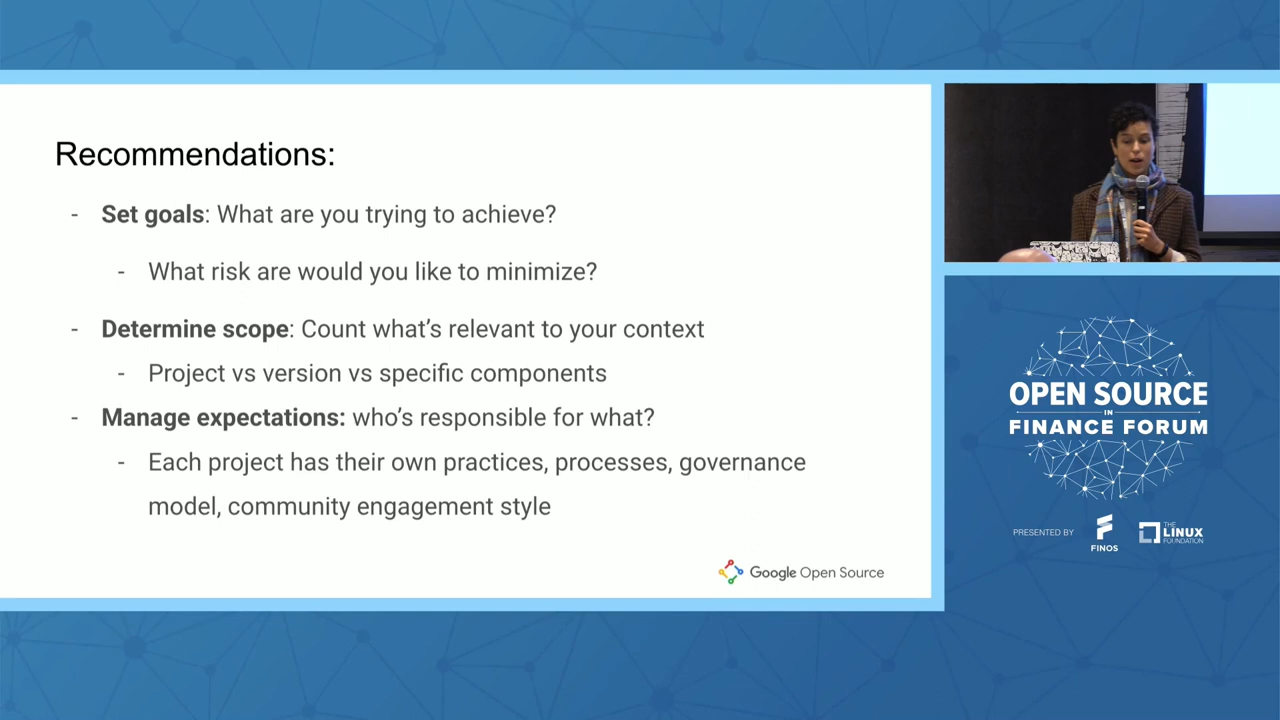 Recommendations:
- Set goals: What are you trying to achieve?
- What risk are would you like to minimize?
- Determine scope: Count what's relevant to your context
- Project vs version vs specific components
- Manage expectations: who's responsible for what?
- Each project has their own practices, processes, governance
model, community engagement style
Google Open Source
OPEN SOURCE
IN
FINANCE FORUM
PRESENTED BY
FINOS
THE
LINUX
FOUNDATION